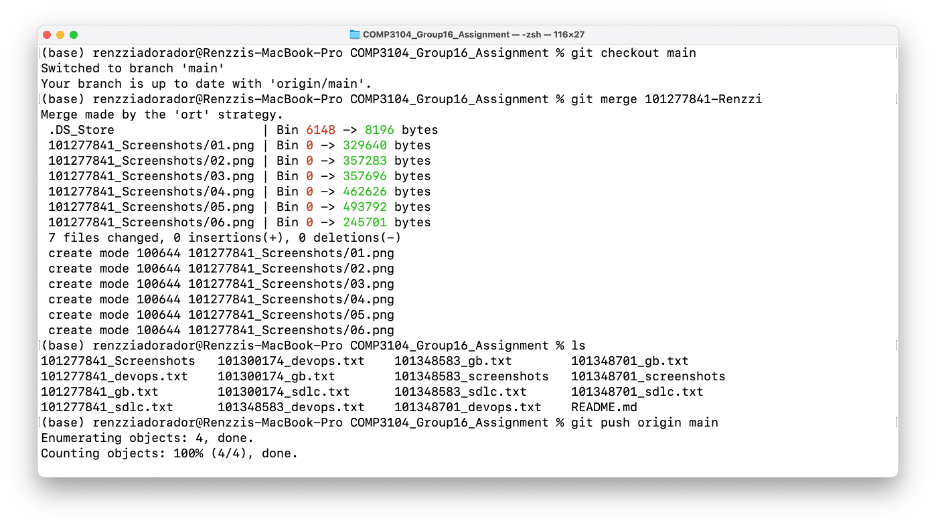 COMP3104_Group16_Assignment — -zsh — 116×27
(base) renzziadorador@Renzzis-MacBook-Pro COMP3104_Group16_Assignment % git checkout main
Switched to branch 'main'
Your branch is up to date with 'origin/main'.
(base) renzziadorador@Renzzis-MacBook-Pro COMP3104_Group16_Assignment % git merge 101277841-Renzzi
Merge made by the 'ort' strategy.
 .DS_Store                    | Bin 6148 -> 8196 bytes
 101277841_Screenshots/01.png | Bin 0 -> 329640 bytes
 101277841_Screenshots/02.png | Bin 0 -> 357283 bytes
 101277841_Screenshots/03.png | Bin 0 -> 357696 bytes
 101277841_Screenshots/04.png | Bin 0 -> 462626 bytes
 101277841_Screenshots/05.png | Bin 0 -> 493792 bytes
 101277841_Screenshots/06.png | Bin 0 -> 245701 bytes
 7 files changed, 0 insertions(+), 0 deletions(-)
 create mode 100644 101277841_Screenshots/01.png
 create mode 100644 101277841_Screenshots/02.png
 create mode 100644 101277841_Screenshots/03.png
 create mode 100644 101277841_Screenshots/04.png
 create mode 100644 101277841_Screenshots/05.png
 create mode 100644 101277841_Screenshots/06.png
(base) renzziadorador@Renzzis-MacBook-Pro COMP3104_Group16_Assignment % ls
101277841_Screenshots   101300174_devops.txt    101348583_gb.txt        101348701_gb.txt
101277841_devops.txt    101300174_gb.txt        101348583_screenshots   101348701_screenshots
101277841_gb.txt        101300174_sdlc.txt      101348583_sdlc.txt      101348701_sdlc.txt
101277841_sdlc.txt      101348583_devops.txt    101348701_devops.txt    README.md
(base) renzziadorador@Renzzis-MacBook-Pro COMP3104_Group16_Assignment % git push origin main
Enumerating objects: 4, done.
Counting objects: 100% (4/4), done.